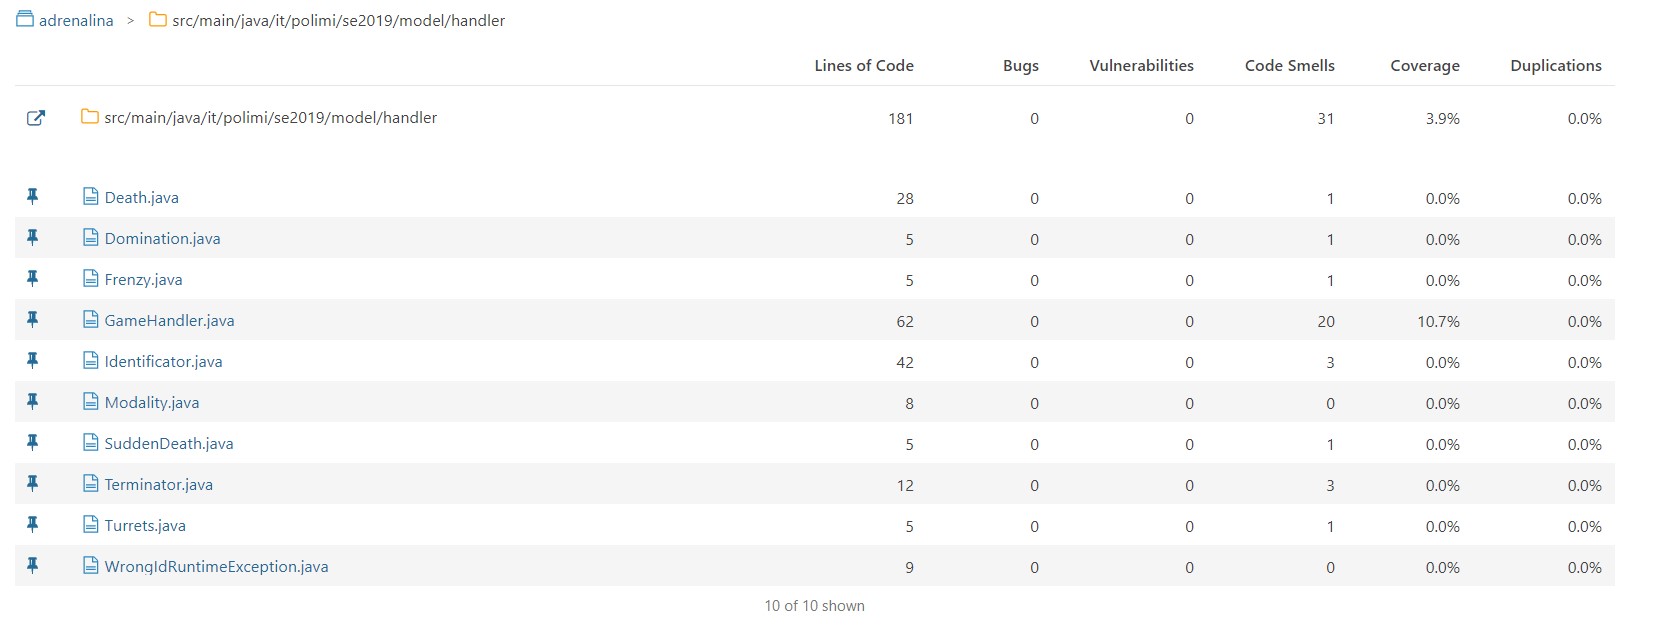 adrenalina > src/main/java/it/polimi/se2019/model/handler
Lines of Code Bugs Vulnerabilities Code Smells Coverage Duplications
src/main/java/it/polimi/se2019/model/handler 181 0 0 31 3.9% 0.0%
Death.java 28 0 0 1 0.0% 0.0%
Domination.java 5 0 0 1 0.0% 0.0%
Frenzy.java 5 0 0 1 0.0% 0.0%
GameHandler.java 62 0 0 20 10.7% 0.0%
Identificator.java 42 0 0 3 0.0% 0.0%
Modality.java 8 0 0 0 0.0% 0.0%
SuddenDeath.java 5 0 0 1 0.0% 0.0%
Terminator.java 12 0 0 3 0.0% 0.0%
Turrets.java 5 0 0 1 0.0% 0.0%
WrongIdRuntimeException.java 9 0 0 0 0.0% 0.0%
10 of 10 shown